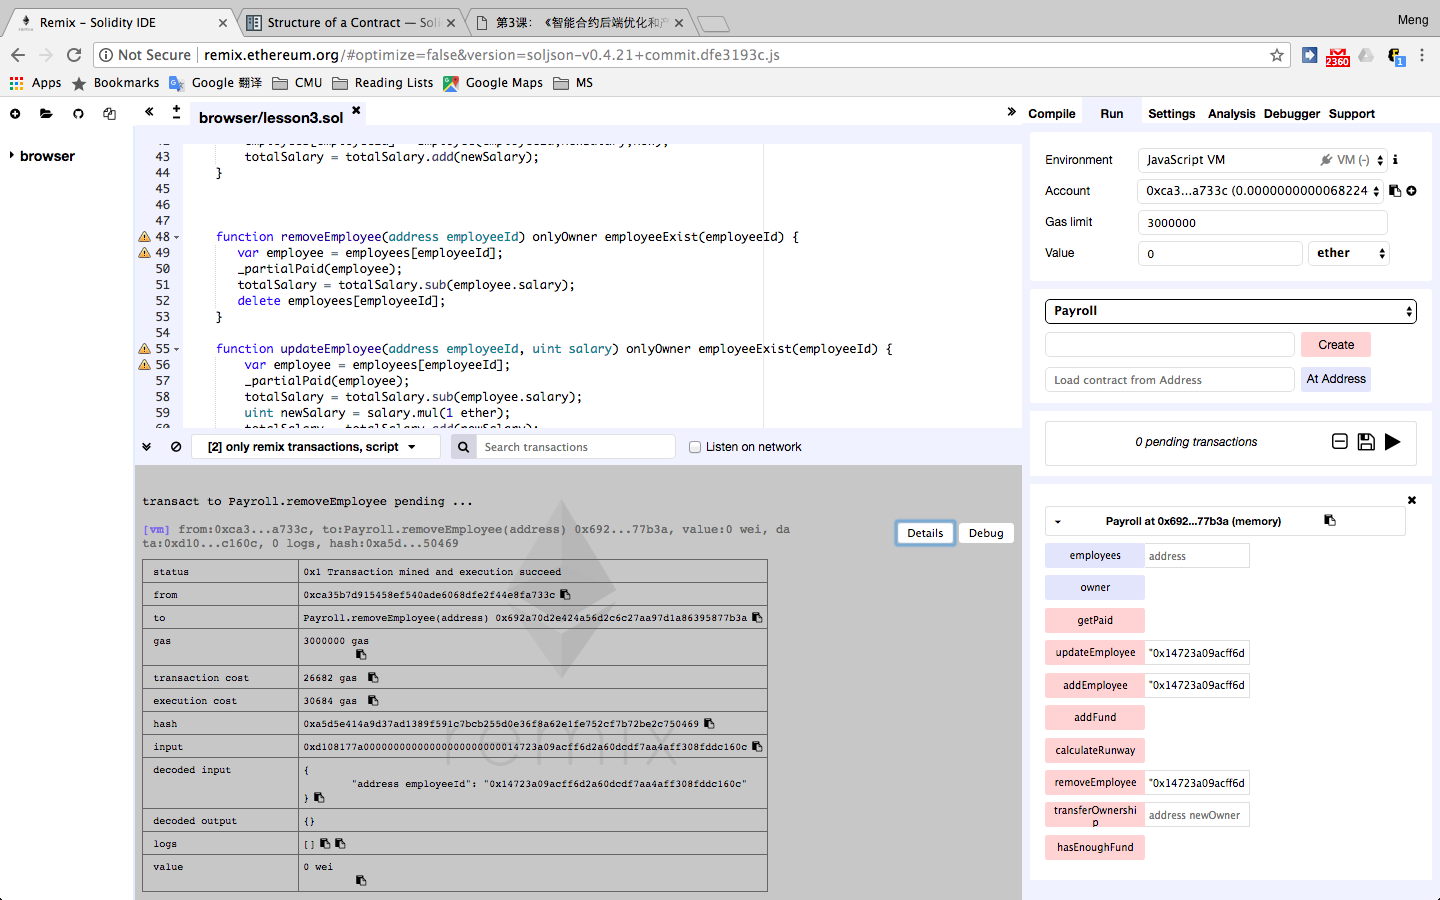 Remix – Solidity IDE
Structure of a Contract — Soli
第3课：《智能合约后端优化和产
Meng
Not Secure
remix.ethereum.org/#optimize=false&version=soljson-v0.4.21+commit.dfe3193c.js
2360
1
Apps
Bookmarks
Google 翻译
CMU
Reading Lists
Google Maps
MS
browser/lesson3.sol
Compile
Run
Settings
Analysis
Debugger
Support
browser
43 totalSalary = totalSalary.add(newSalary);
44 }
45
46
47
48 function removeEmployee(address employeeId) onlyOwner employeeExist(employeeId) {
49 var employee = employees[employeeId];
50 _partialPaid(employee);
51 totalSalary = totalSalary.sub(employee.salary);
52 delete employees[employeeId];
53 }
54
55 function updateEmployee(address employeeId, uint salary) onlyOwner employeeExist(employeeId) {
56 var employee = employees[employeeId];
57 _partialPaid(employee);
58 totalSalary = totalSalary.sub(employee.salary);
59 uint newSalary = salary.mul(1 ether);
[2] only remix transactions, script
Search transactions
Listen on network
transact to Payroll.removeEmployee pending ...
[vm] from:0xca3...a733c, to:Payroll.removeEmployee(address) 0x692...77b3a, value:0 wei, da
ta:0xd10...c160c, 0 logs, hash:0xa5d...50469
Details
Debug
remix
status 0x1 Transaction mined and execution succeed
from 0xca35b7d915458ef540ade6068dfe2f44e8fa733c
to Payroll.removeEmployee(address) 0x692a70d2e424a56d2c6c27aa97d1a86395877b3a
gas 3000000 gas
transaction cost 26682 gas
execution cost 30684 gas
hash 0xa5d5e414a9d37ad1389f591c7bcb255d0e36f8a62e1fe752cf7b72be2c750469
input 0xd108177a00000000000000000000000014723a09acff6d2a60dcdf7aa4aff308fddc160c
decoded input {
"address employeeId": "0x14723a09acff6d2a60dcdf7aa4aff308fddc160c"
}
decoded output {}
logs []
value 0 wei
Environment
JavaScript VM
VM (-)
Account
0xca3...a733c (0.0000000000068224
Gas limit
3000000
Value
0
ether
Payroll
Create
Load contract from Address
At Address
0 pending transactions
Payroll at 0x692...77b3a (memory)
employees
address
owner
getPaid
updateEmployee
"0x14723a09acff6d
addEmployee
"0x14723a09acff6d
addFund
calculateRunway
removeEmployee
"0x14723a09acff6d
transferOwnershi
p
address newOwner
hasEnoughFund